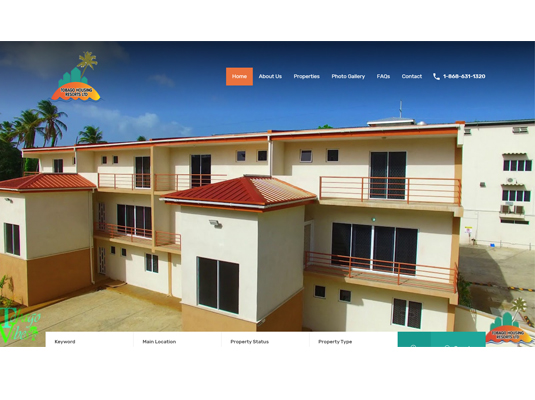 TOBAGO HOUSING
RESORTS LTD
Home
About Us
Properties
Photo Gallery
FAQs
Contact
1-868-631-1320
Keyword
Main Location
Property Status
Property Type
TOBAGO HOUSING
RESORTS LTD